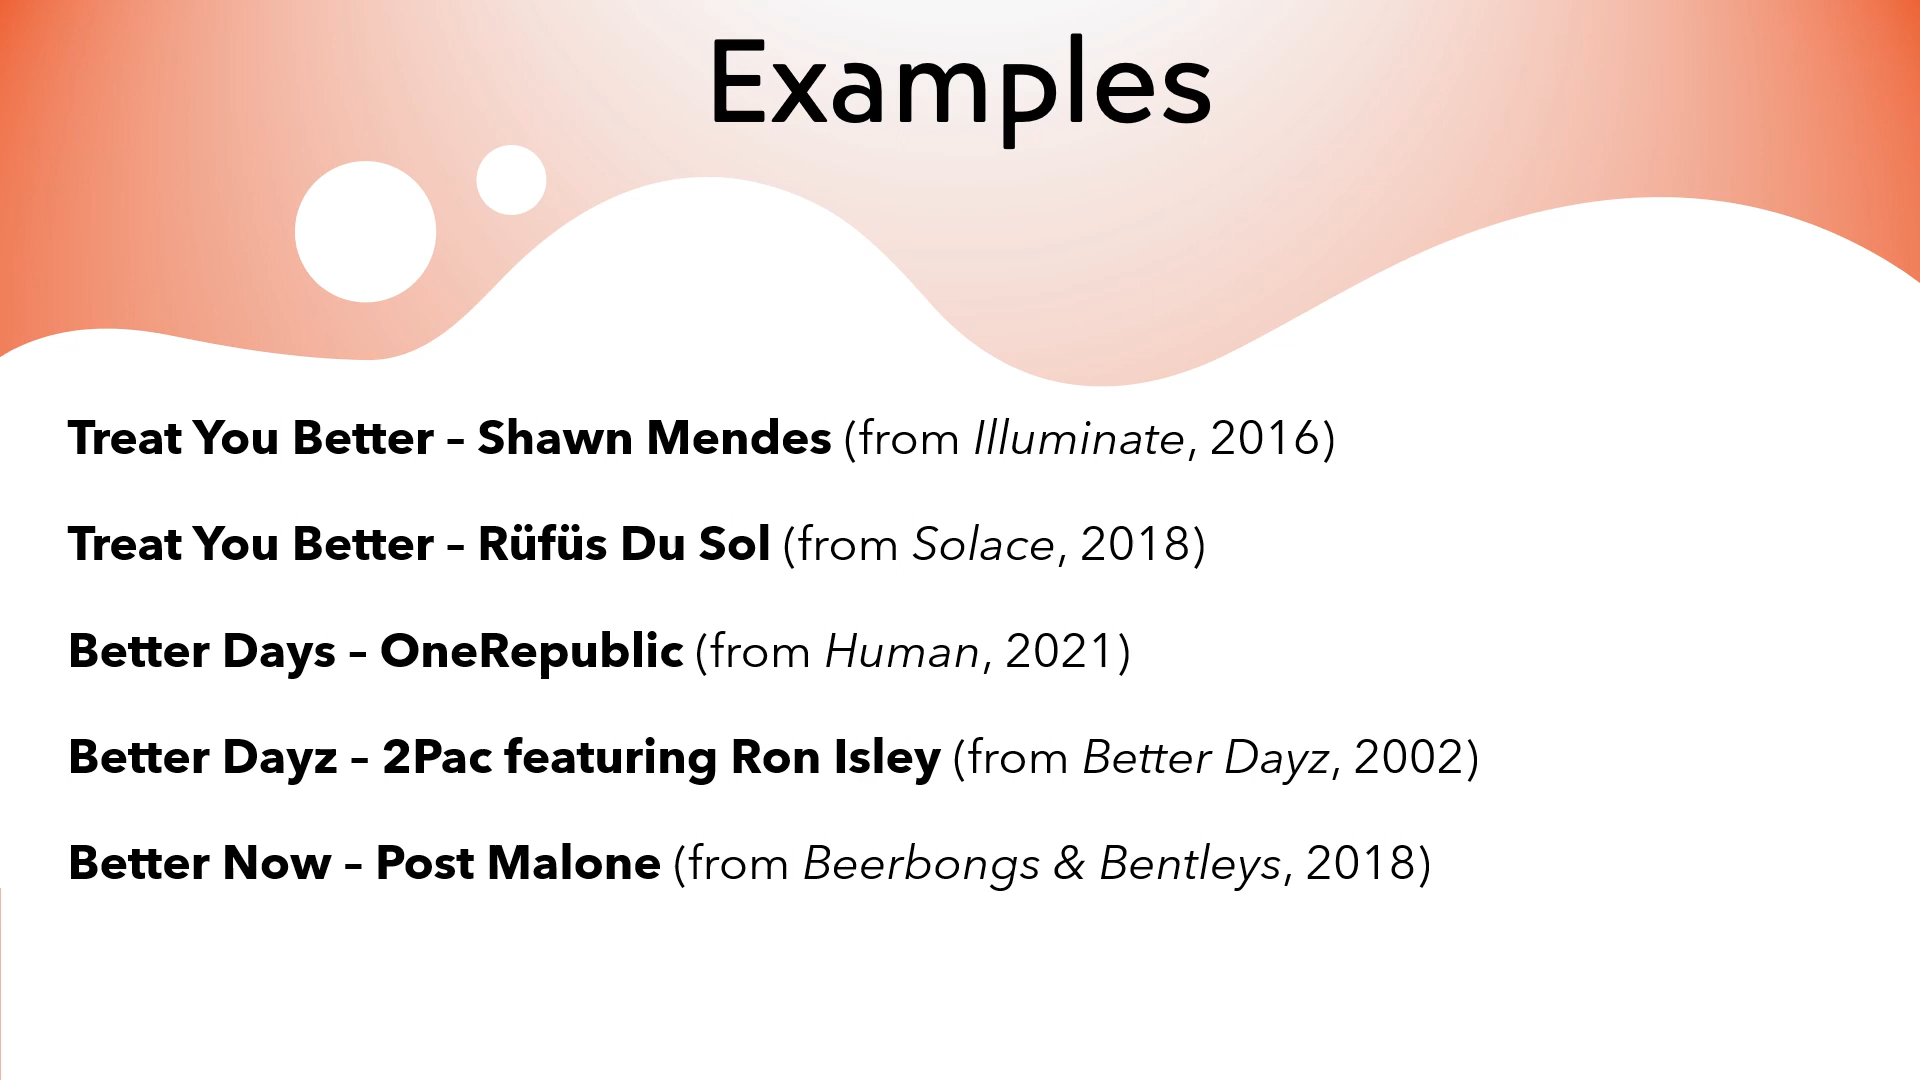 Examples
Treat You Better – Shawn Mendes (from Illuminate, 2016)
Treat You Better – Rüfüs Du Sol (from Solace, 2018)
Better Days – OneRepublic (from Human, 2021)
Better Dayz – 2Pac featuring Ron Isley (from Better Dayz, 2002)
Better Now – Post Malone (from Beerbongs & Bentleys, 2018)